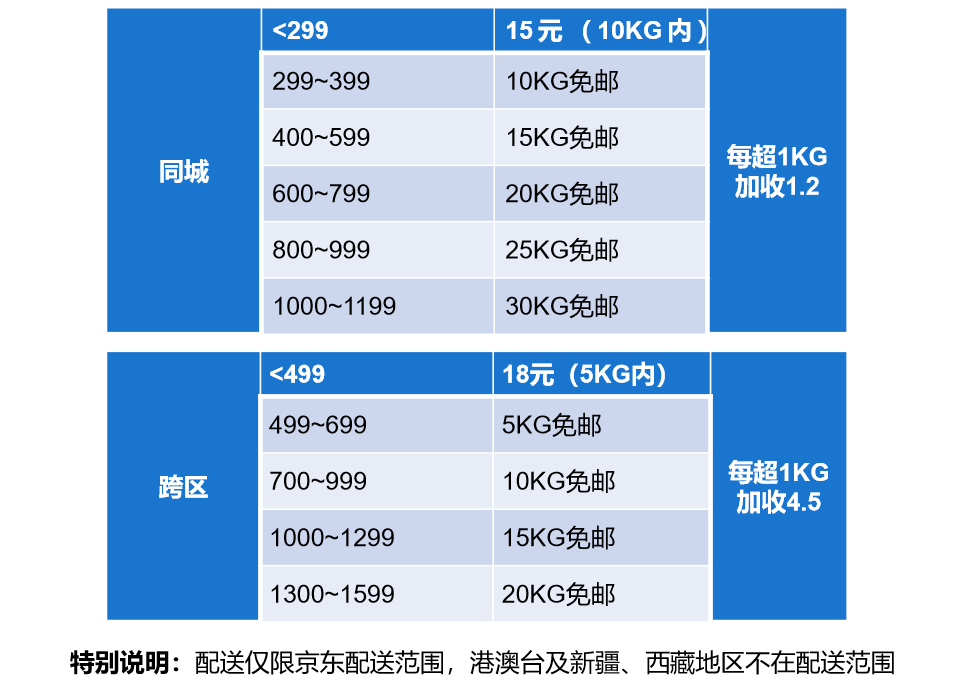 同城
<299 15元（10KG内）
299~399 10KG免邮
400~599 15KG免邮
600~799 20KG免邮
800~999 25KG免邮
1000~1199 30KG免邮
每超1KG
加收1.2
跨区
<499 18元（5KG内）
499~699 5KG免邮
700~999 10KG免邮
1000~1299 15KG免邮
1300~1599 20KG免邮
每超1KG
加收4.5
特别说明：配送仅限京东配送范围，港澳台及新疆、西藏地区不在配送范围